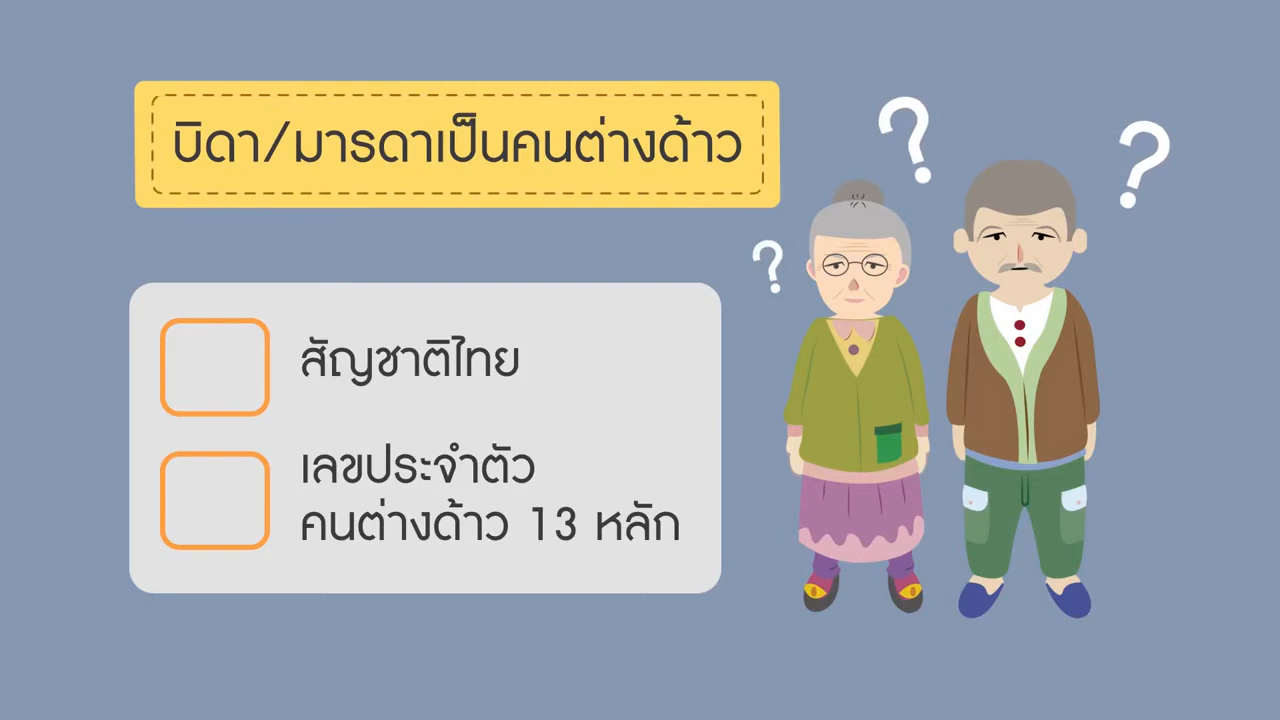 บิดา/มารดาเป็นคนต่างด้าว
สัญชาติไทย
เลขประจำตัว
คนต่างด้าว 13 หลัก
? ? ?